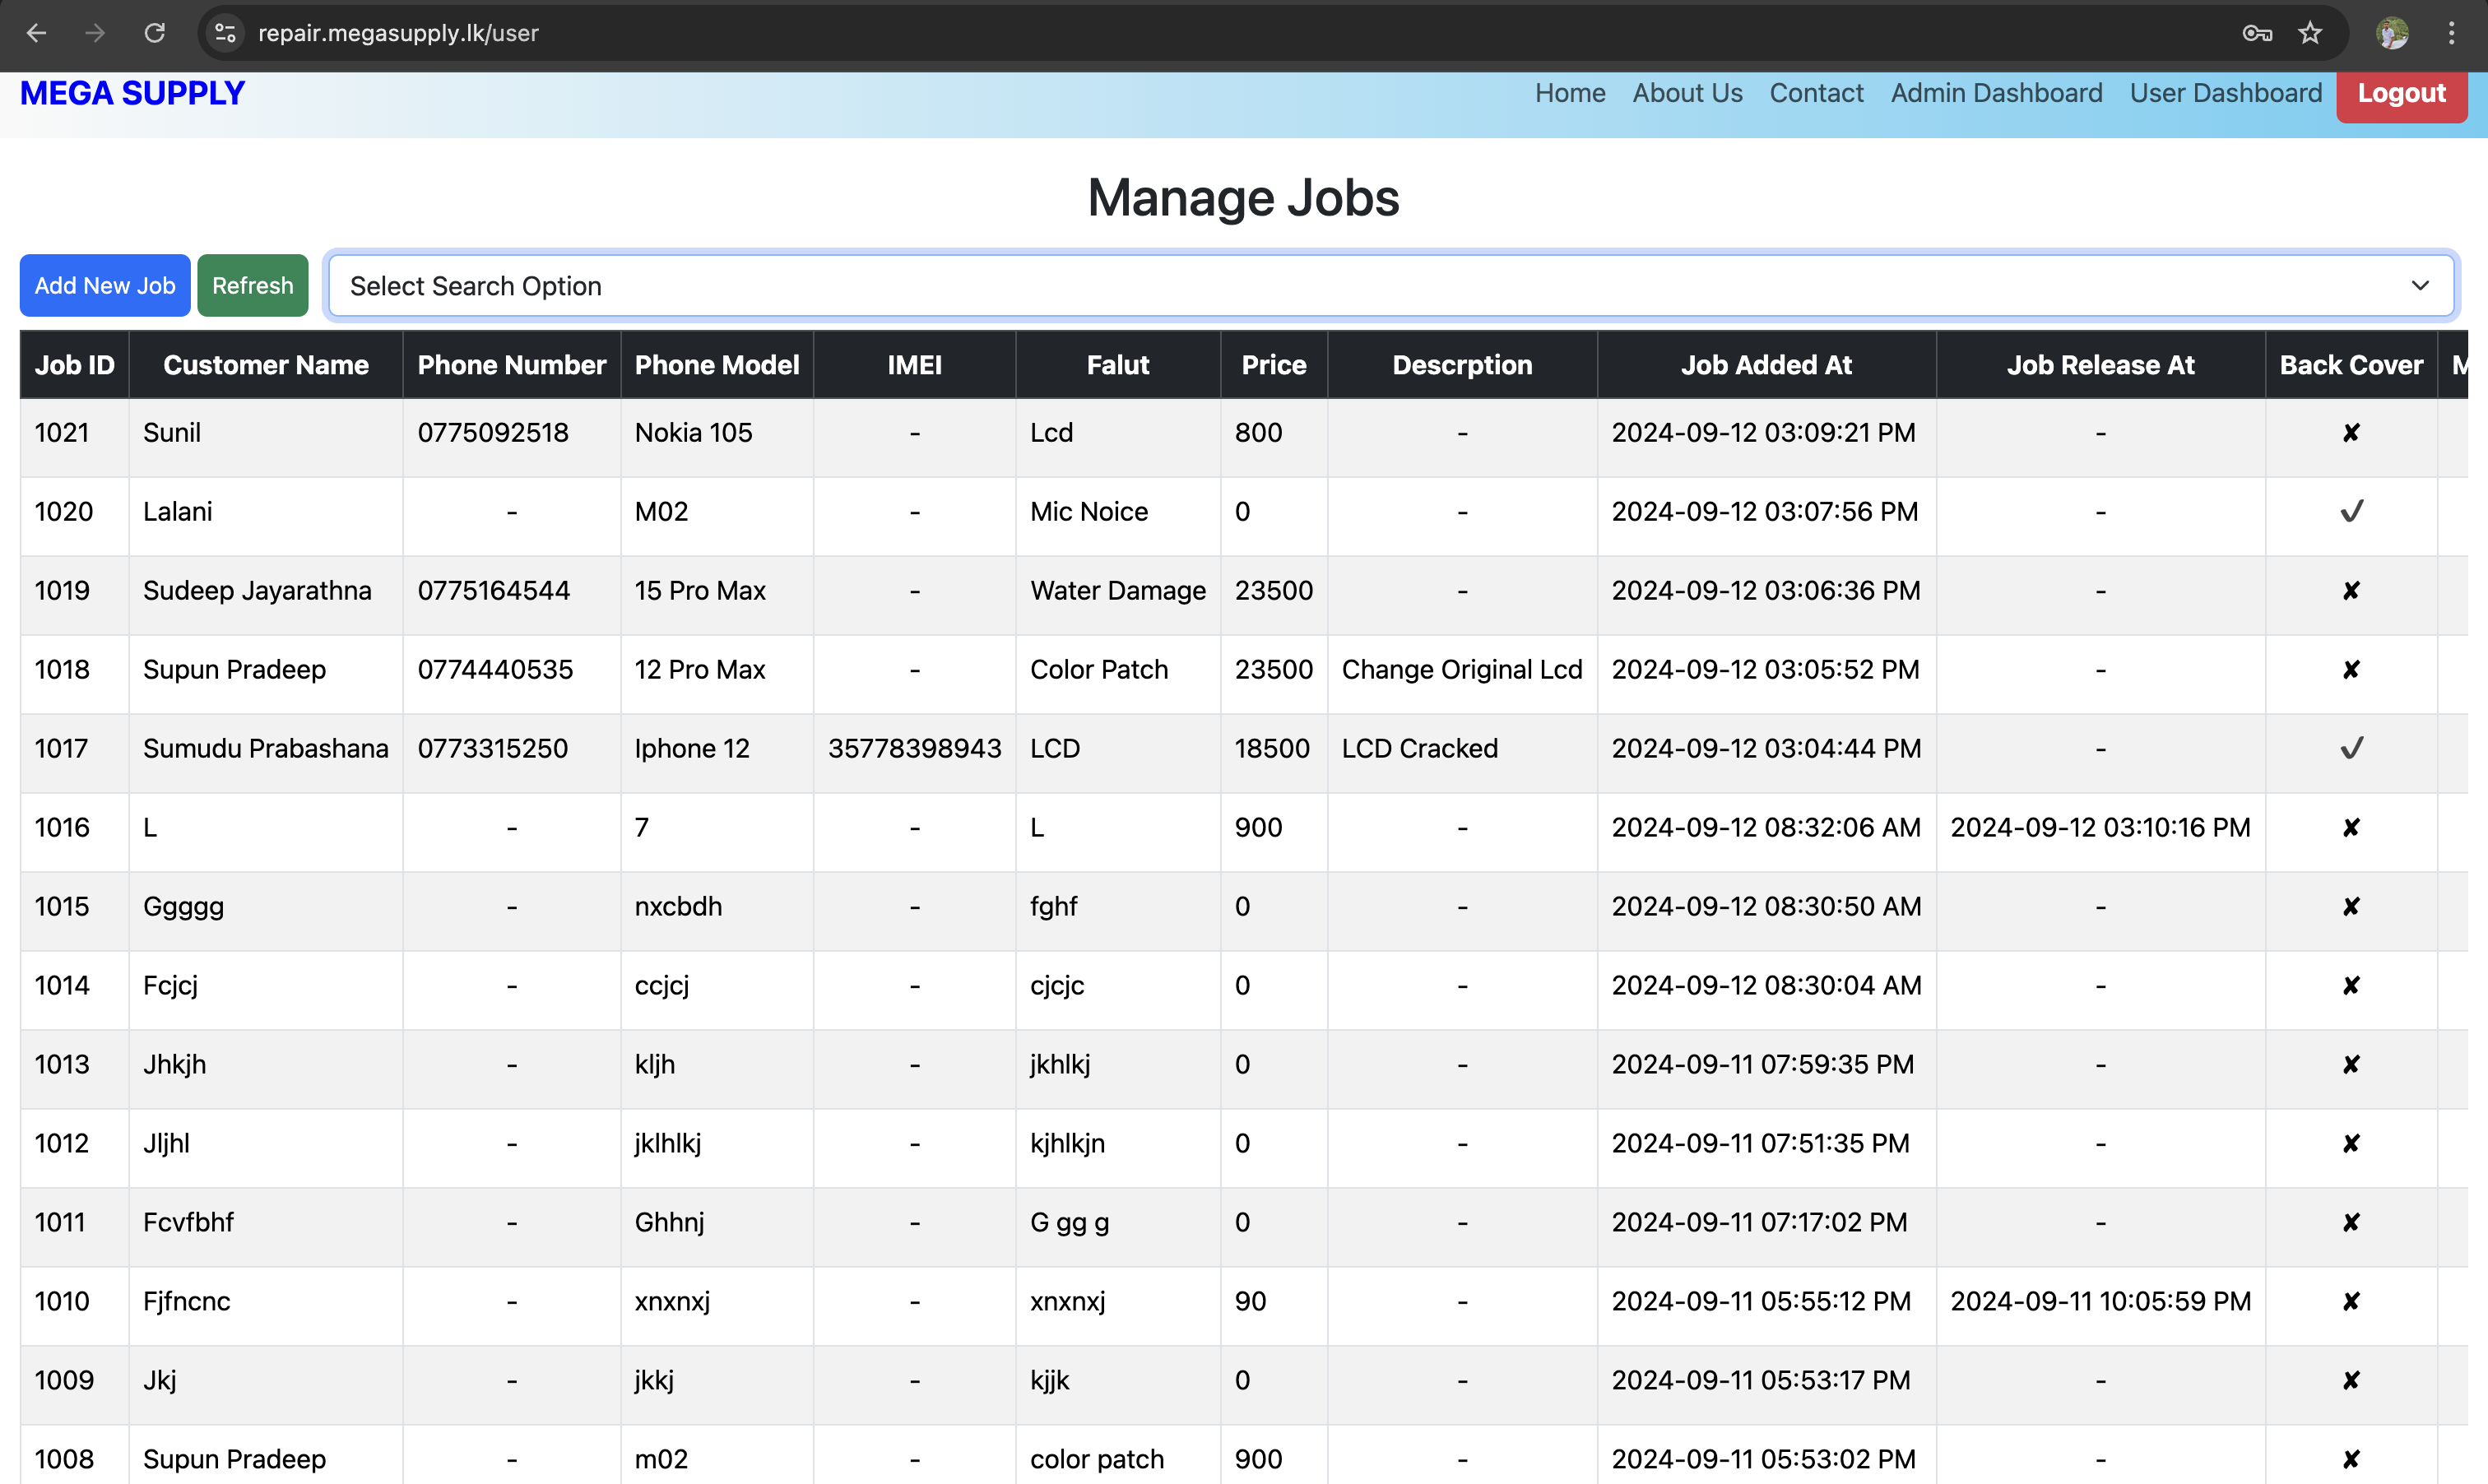 repair.megasupply.lk/user
MEGA SUPPLY Home About Us Contact Admin Dashboard User Dashboard Logout
Manage Jobs
Add New Job Refresh Select Search Option
Job ID Customer Name Phone Number Phone Model IMEI Falut Price Descrption Job Added At Job Release At Back Cover
1021 Sunil 0775092518 Nokia 105 - Lcd 800 - 2024-09-12 03:09:21 PM - ✘
1020 Lalani - M02 - Mic Noice 0 - 2024-09-12 03:07:56 PM - ✔
1019 Sudeep Jayarathna 0775164544 15 Pro Max - Water Damage 23500 - 2024-09-12 03:06:36 PM - ✘
1018 Supun Pradeep 0774440535 12 Pro Max - Color Patch 23500 Change Original Lcd 2024-09-12 03:05:52 PM - ✘
1017 Sumudu Prabashana 0773315250 Iphone 12 35778398943 LCD 18500 LCD Cracked 2024-09-12 03:04:44 PM - ✔
1016 L - 7 - L 900 - 2024-09-12 08:32:06 AM 2024-09-12 03:10:16 PM ✘
1015 Ggggg - nxcbdh - fghf 0 - 2024-09-12 08:30:50 AM - ✘
1014 Fcjcj - ccjcj - cjcjc 0 - 2024-09-12 08:30:04 AM - ✘
1013 Jhkjh - kljh - jkhlkj 0 - 2024-09-11 07:59:35 PM - ✘
1012 Jljhl - jklhlkj - kjhlkjn 0 - 2024-09-11 07:51:35 PM - ✘
1011 Fcvfbhf - Ghhnj - G gg g 0 - 2024-09-11 07:17:02 PM - ✘
1010 Fjfncnc - xnxnxj - xnxnxj 90 - 2024-09-11 05:55:12 PM 2024-09-11 10:05:59 PM ✘
1009 Jkj - jkkj - kjjk 0 - 2024-09-11 05:53:17 PM - ✘
1008 Supun Pradeep - m02 - color patch 900 - 2024-09-11 05:53:02 PM - ✘